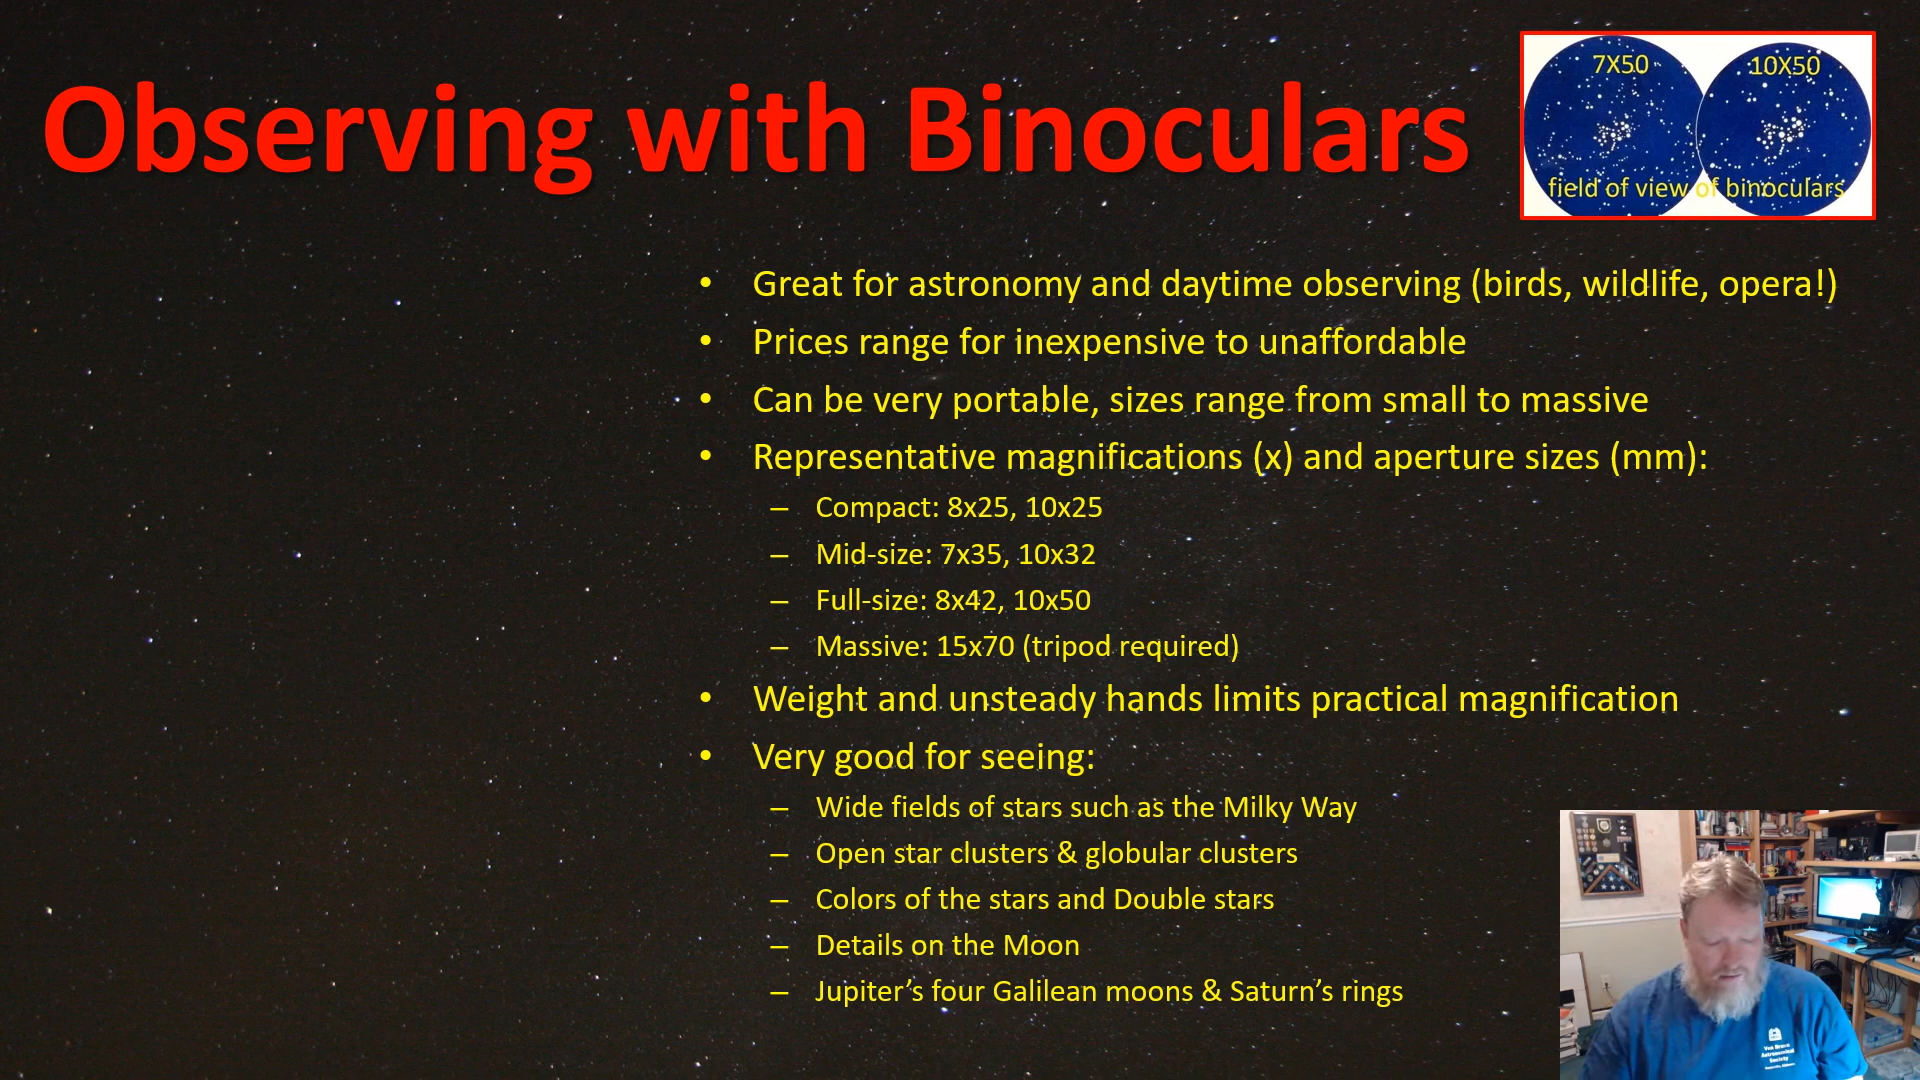 Observing with Binoculars
7X50
10X50
field of view of binoculars
• Great for astronomy and daytime observing (birds, wildlife, opera!)
• Prices range for inexpensive to unaffordable
• Can be very portable, sizes range from small to massive
• Representative magnifications (x) and aperture sizes (mm):
– Compact: 8x25, 10x25
– Mid-size: 7x35, 10x32
– Full-size: 8x42, 10x50
– Massive: 15x70 (tripod required)
• Weight and unsteady hands limits practical magnification
• Very good for seeing:
– Wide fields of stars such as the Milky Way
– Open star clusters & globular clusters
– Colors of the stars and Double stars
– Details on the Moon
– Jupiter’s four Galilean moons & Saturn’s rings
Von Braun
Astronomical
Society